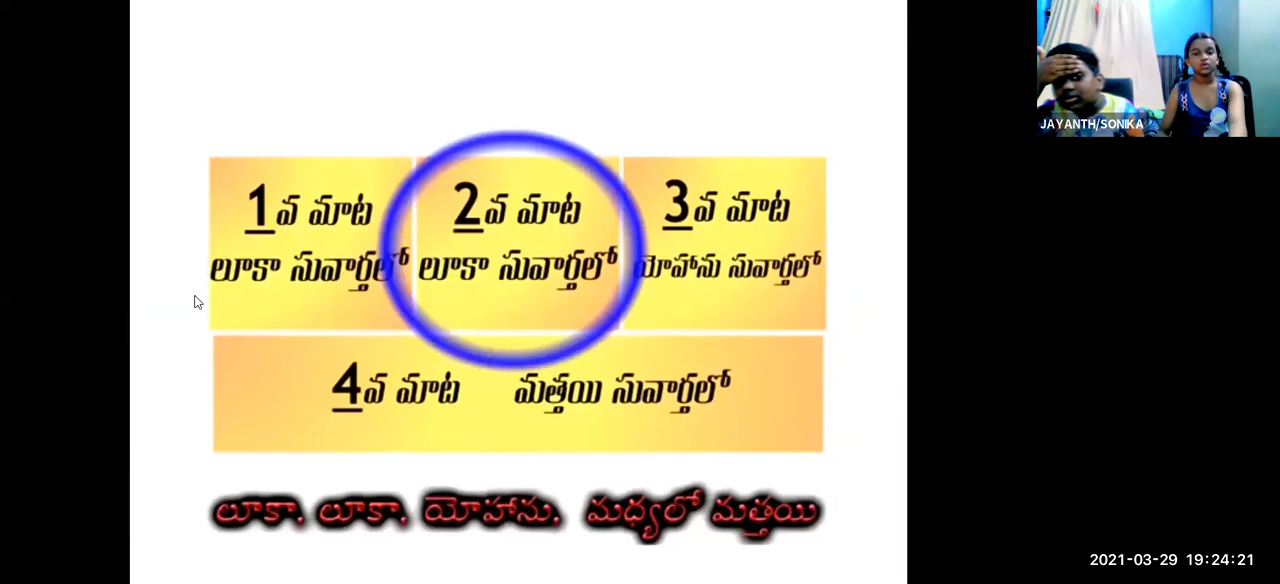 1వ మాట
లూకా సువార్తలో
2వ మాట
లూకా సువార్తలో
3వ మాట
యోహాను సువార్తలో
4వ మాట మత్తయి సువార్తలో
లూకా, లూకా, యోహాను, మధ్యలో మత్తయి
JAYANTH/SONIKA
2021-03-29 19:24:21